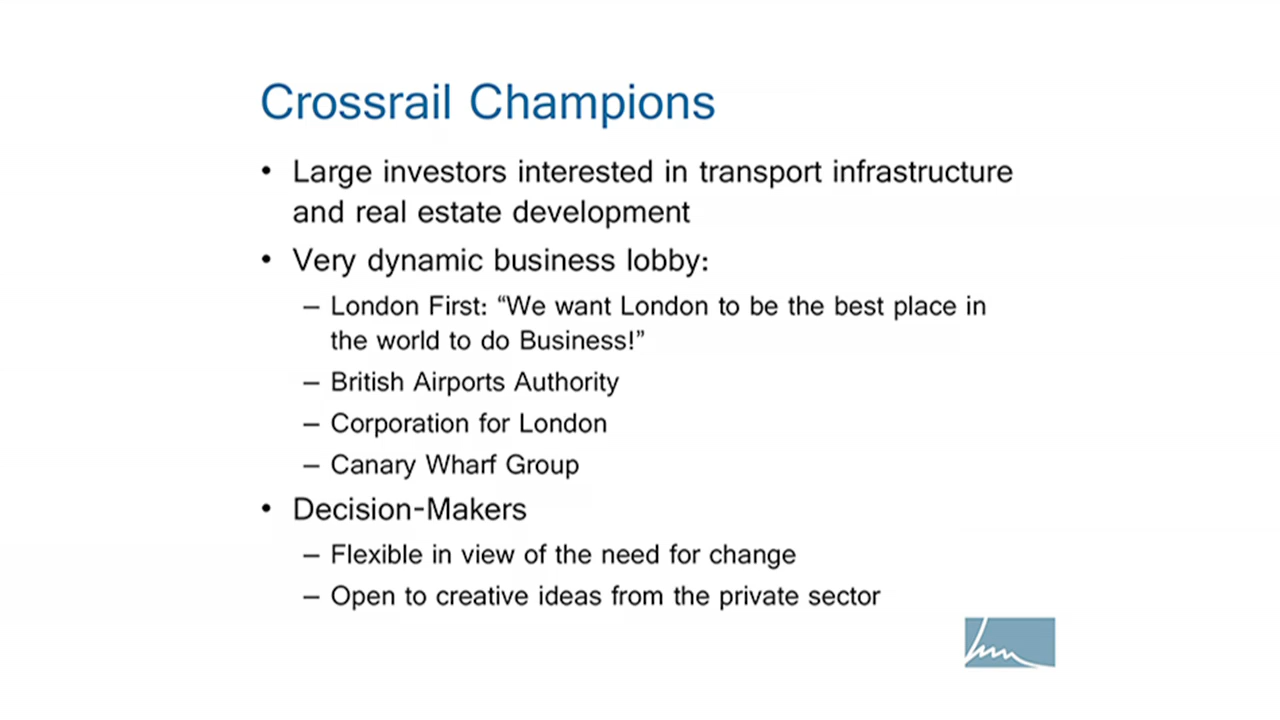 Crossrail Champions
• Large investors interested in transport infrastructure
and real estate development
• Very dynamic business lobby:
– London First: “We want London to be the best place in
the world to do Business!”
– British Airports Authority
– Corporation for London
– Canary Wharf Group
• Decision-Makers
– Flexible in view of the need for change
– Open to creative ideas from the private sector